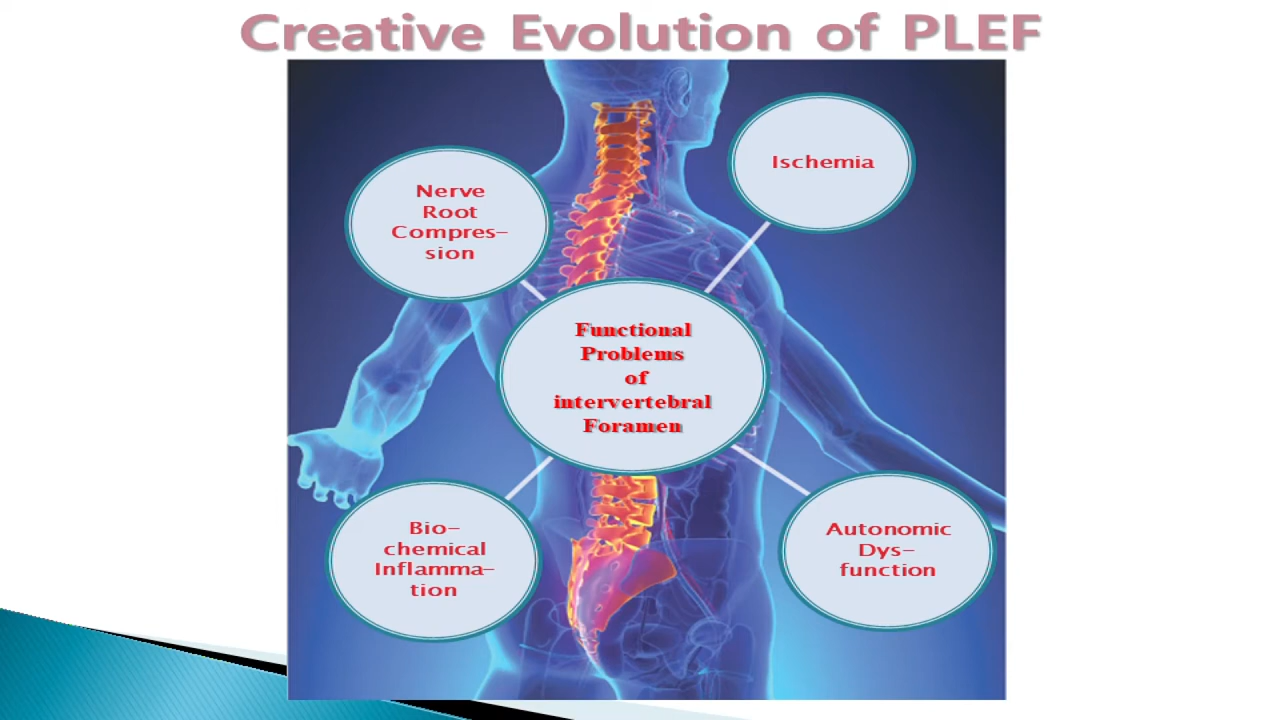 Creative Evolution of PLEF
Nerve
Root
Compres-
sion
Ischemia
Functional
Problems
of
intervertebral
Foramen
Bio-
chemical
Inflamma-
tion
Autonomic
Dys-
function